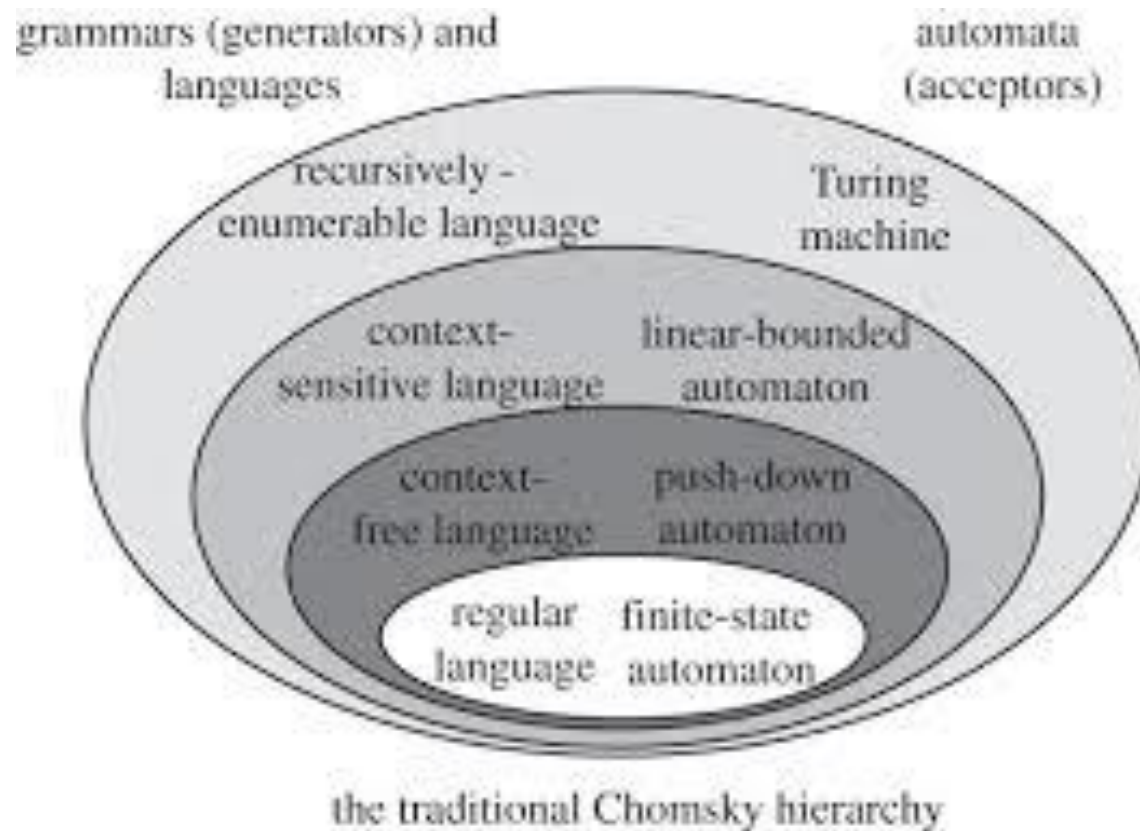 grammars (generators) and
languages
automata
(acceptors)
recursively -
enumerable language
Turing
machine
context-
sensitive language
linear-bounded
automaton
context-
free language
push-down
automaton
regular
language
finite-state
automaton
the traditional Chomsky hierarchy